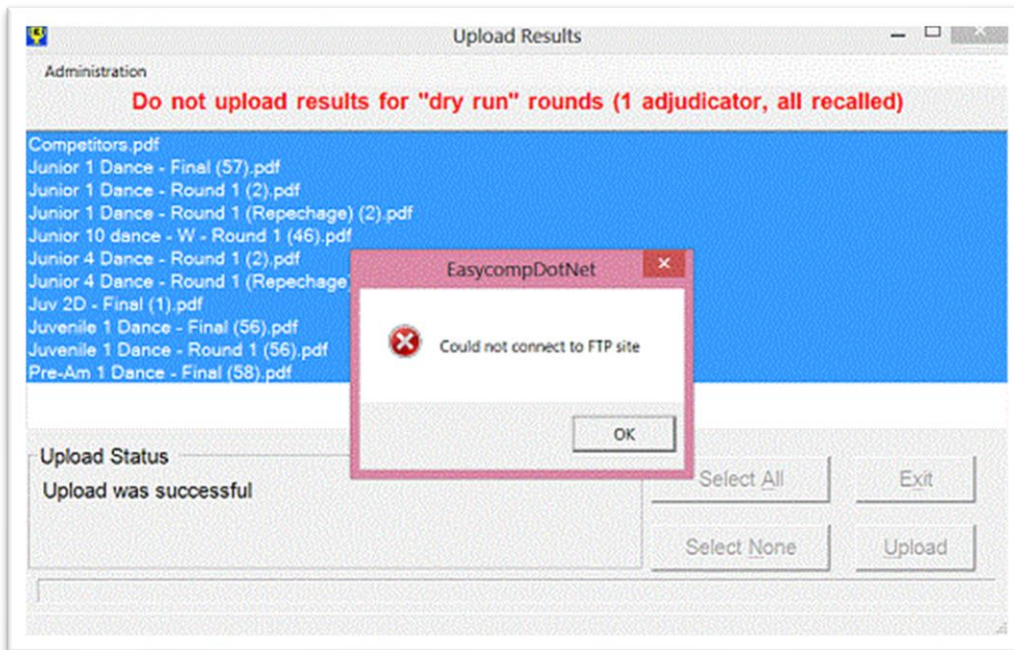 Upload Results
Administration
Do not upload results for "dry run" rounds (1 adjudicator, all recalled)
Competitors.pdf
Junior 1 Dance - Final (57).pdf
Junior 1 Dance - Round 1 (2).pdf
Junior 1 Dance - Round 1 (Repechage) (2).pdf
Junior 10 dance - W - Round 1 (46).pdf
Junior 4 Dance - Round 1 (2).pdf
Junior 4 Dance - Round 1 (Repechage)
Juv 2D - Final (1).pdf
Juvenile 1 Dance - Final (56).pdf
Juvenile 1 Dance - Round 1 (56).pdf
Pre-Am 1 Dance - Final (58).pdf
EasycompDotNet
Could not connect to FTP site
OK
Upload Status
Upload was successful
Select All
Exit
Select None
Upload